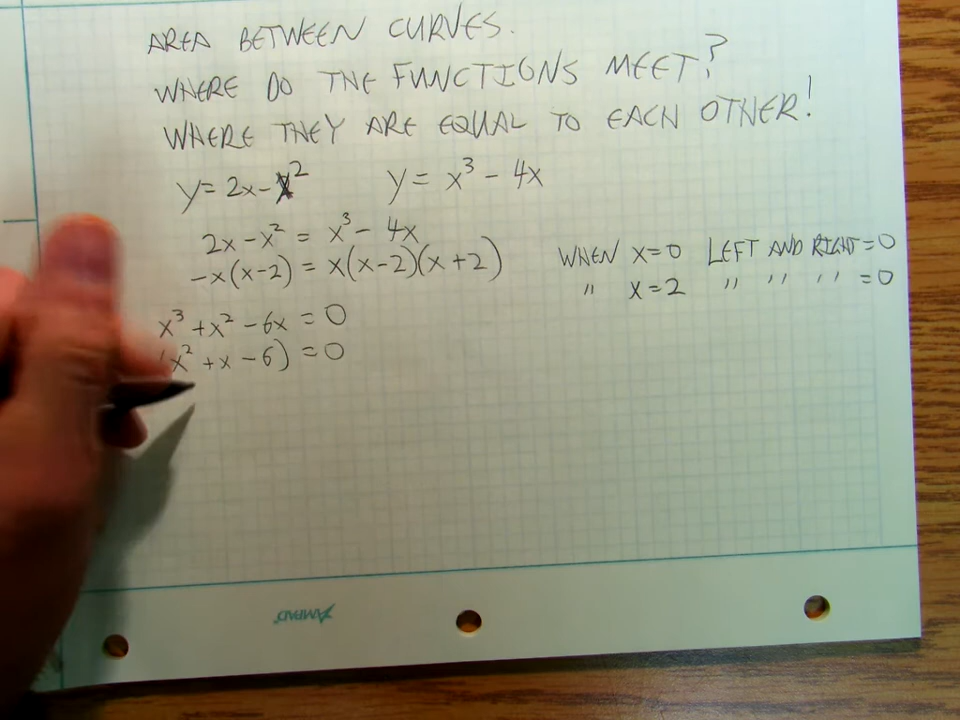 AREA BETWEEN CURVES.
WHERE DO THE FUNCTIONS MEET?
WHERE THEY ARE EQUAL TO EACH OTHER!
y = 2x - x² y = x³ - 4x
2x - x² = x³ - 4x
-x(x-2) = x(x-2)(x+2)
WHEN x=0 LEFT AND RIGHT = 0
" x=2 " " " = 0
x³ + x² - 6x = 0
(x² + x - 6) = 0
AMPAD